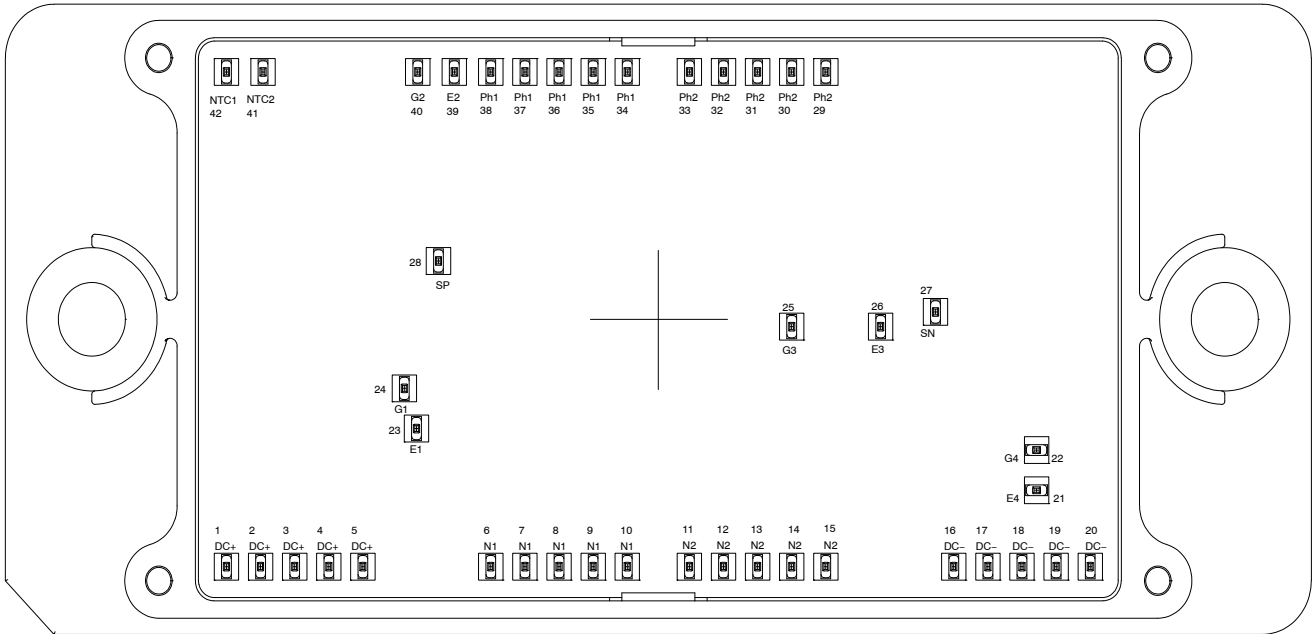 NTC1 NTC2 G2 E2 Ph1 Ph1 Ph1 Ph1 Ph1 Ph2 Ph2 Ph2 Ph2 Ph2
42 41 40 39 38 37 36 35 34 33 32 31 30 29
28
SP
27
SN
25 26
G3 E3
24
G1
23
E1
G4 22
E4 21
1 2 3 4 5 6 7 8 9 10 11 12 13 14 15 16 17 18 19 20
DC+ DC+ DC+ DC+ DC+ N1 N1 N1 N1 N1 N2 N2 N2 N2 N2 DC− DC− DC− DC− DC−